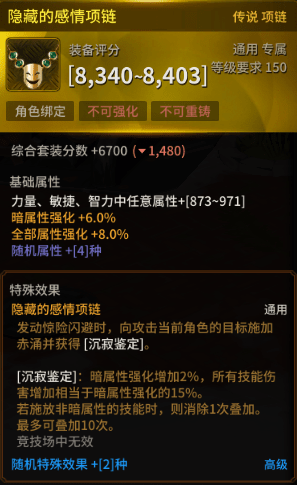 隐藏的感情项链 传说 项链
装备评分 通用 专属
[8,340~8,403] 等级要求 150
角色绑定 不可强化 不可重铸
综合套装分数 +6700 (▼1,480)
基础属性
力量、敏捷、智力中任意属性+[873~971]
暗属性强化 +6.0%
全部属性强化 +8.0%
随机属性 +[4]种
特殊效果
隐藏的感情项链 通用
发动惊险闪避时，向攻击当前角色的目标施加
赤涌并获得 [沉寂鉴定]。
[沉寂鉴定]：暗属性强化增加2%，所有技能伤
害增加相当于暗属性强化的15%。
若施放非暗属性的技能时，则消除1次叠加。
最多可叠加10次。
竞技场中无效
随机特殊效果 +[2]种 高级